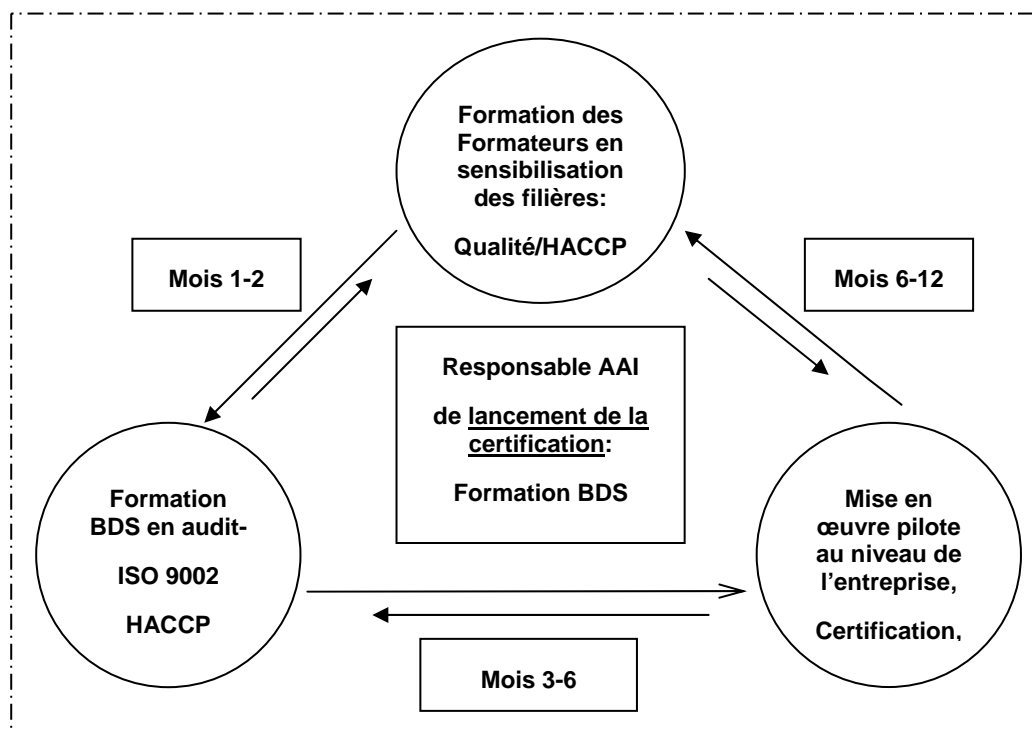 Formation des
Formateurs en
sensibilisation
des filières:
Qualité/HACCP
Mois 1-2
Mois 6-12
Responsable AAI
de lancement de la
certification:
Formation BDS
Formation
BDS en audit-
ISO 9002
HACCP
Mise en
œuvre pilote
au niveau de
l'entreprise,
Certification,
Mois 3-6